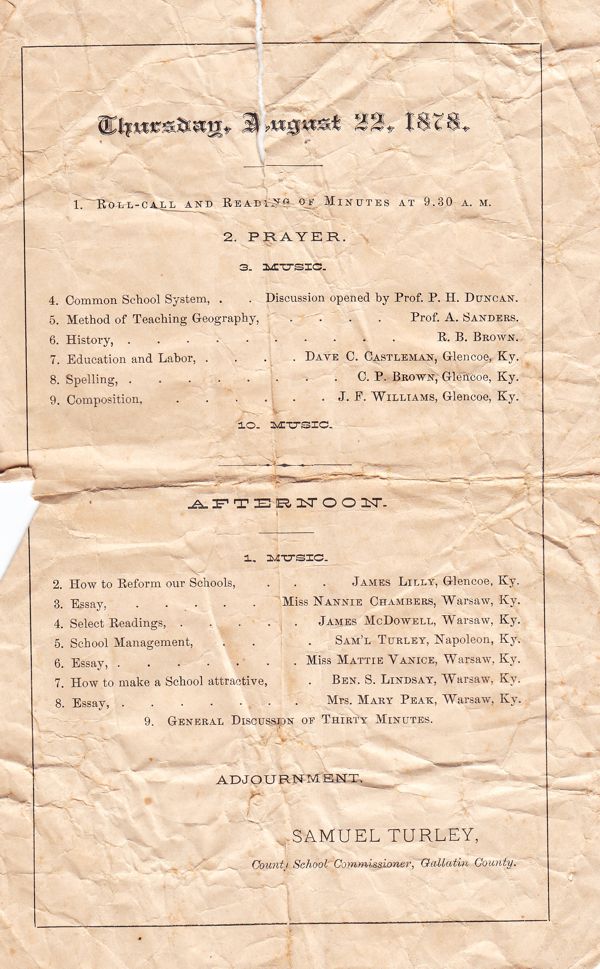 Thursday, August 22, 1878.
1. Roll-call and Reading of Minutes at 9.30 a. m.
2. PRAYER.
3. MUSIC.
4. Common School System, . . Discussion opened by Prof. P. H. Duncan.
5. Method of Teaching Geography, . . . . Prof. A. Sanders.
6. History, . . . . . . . . . . R. B. Brown.
7. Education and Labor, . . . . Dave C. Castleman, Glencoe, Ky.
8. Spelling, . . . . . . . . C. P. Brown, Glencoe, Ky.
9. Composition, . . . . . . J. F. Williams, Glencoe, Ky.
10. MUSIC.
AFTERNOON.
1. MUSIC.
2. How to Reform our Schools, . . . James Lilly, Glencoe, Ky.
3. Essay, . . . . . Miss Nannie Chambers, Warsaw, Ky.
4. Select Readings, . . . . . James McDowell, Warsaw, Ky.
5. School Management, . . . . Sam'l Turley, Napoleon, Ky.
6. Essay, . . . . . . . Miss Mattie Vanice, Warsaw, Ky.
7. How to make a School attractive, . Ben. S. Lindsay, Warsaw, Ky.
8. Essay, . . . . . . . Mrs. Mary Peak, Warsaw, Ky.
9. General Discussion of Thirty Minutes.
ADJOURNMENT.
SAMUEL TURLEY,
County School Commissioner, Gallatin County.